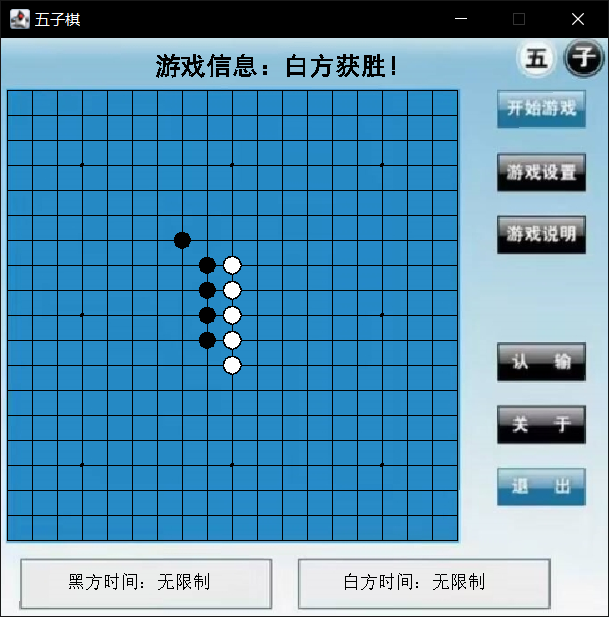 五子棋
游戏信息：白方获胜！
五子
开始游戏
游戏设置
游戏说明
认 输
关 于
退 出
黑方时间：无限制
白方时间：无限制